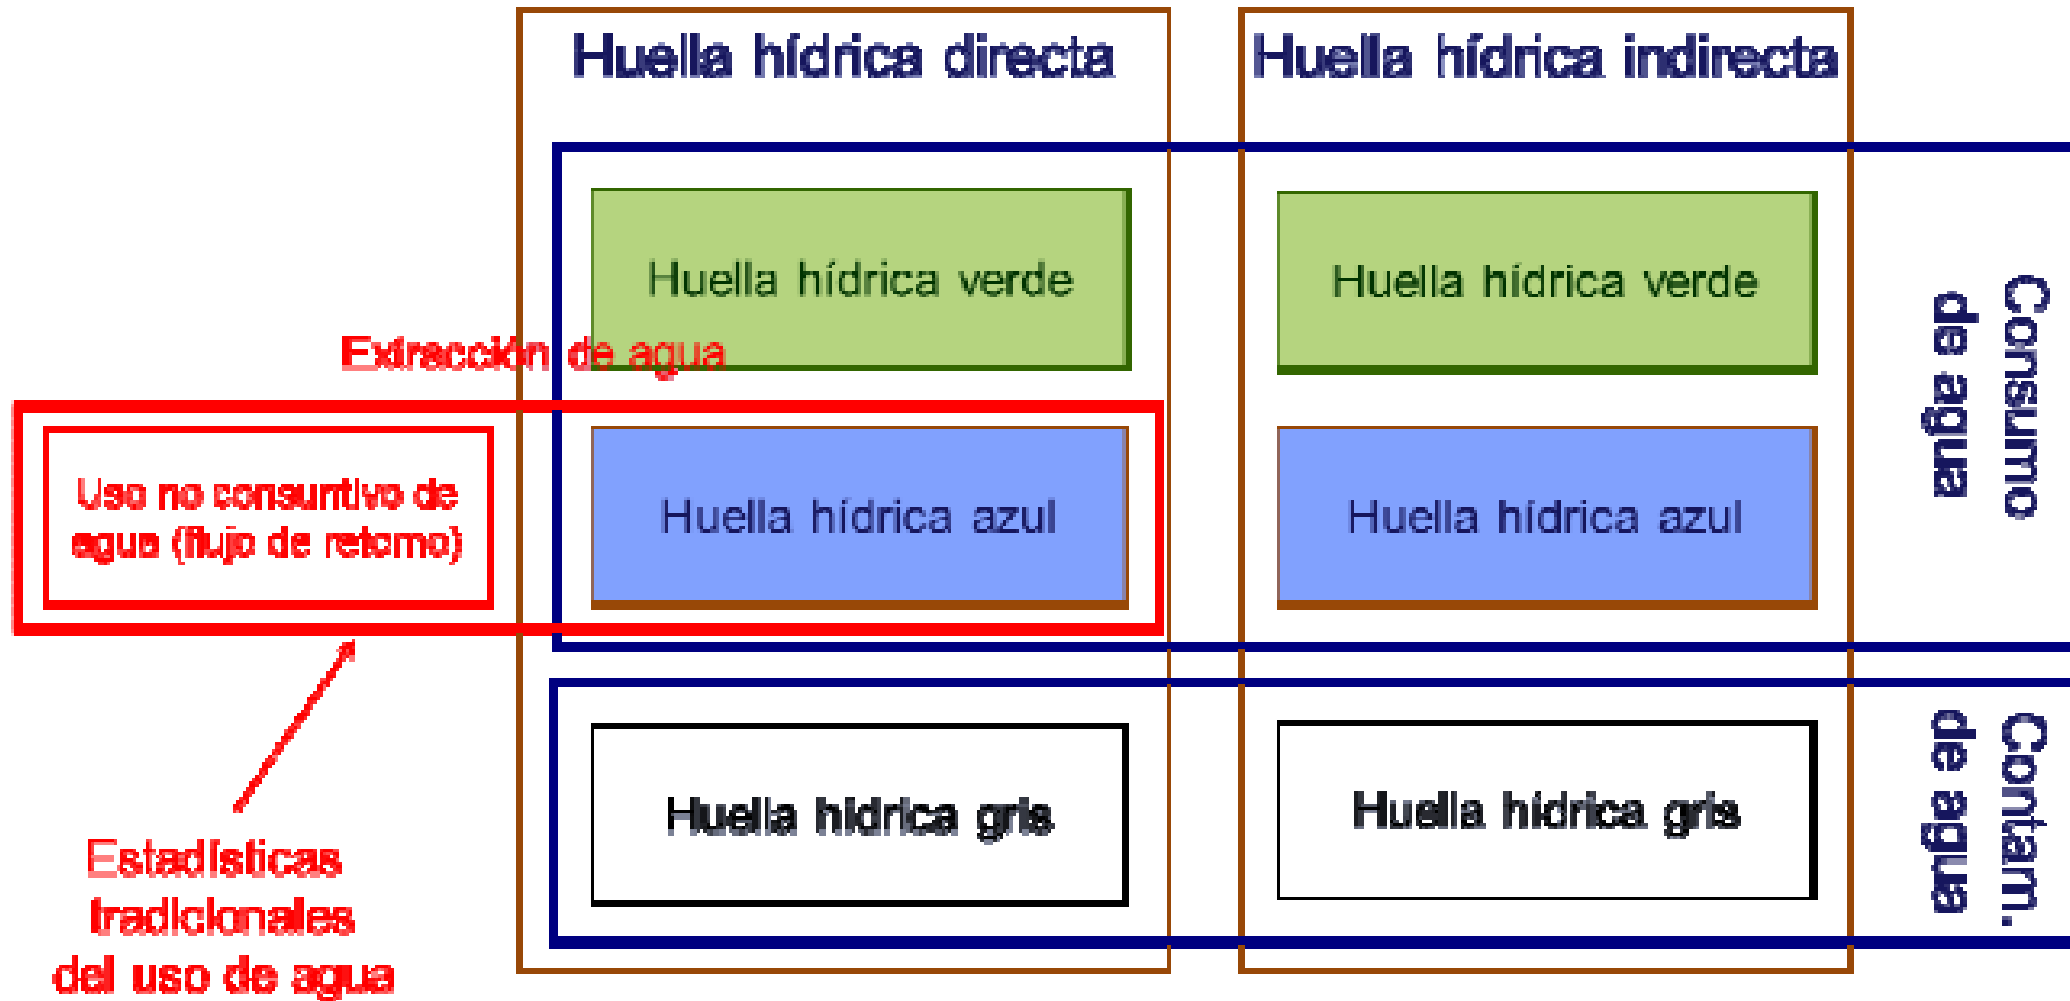 Huella hídrica directa
Huella hídrica indirecta
Huella hídrica verde
Huella hídrica verde
Extracción de agua
Uso no consuntivo de
agua (flujo de retorno)
Huella hídrica azul
Huella hídrica azul
Consumo
de agua
Huella hídrica gris
Huella hídrica gris
Contam.
de agua
Estadísticas
tradicionales
del uso de agua